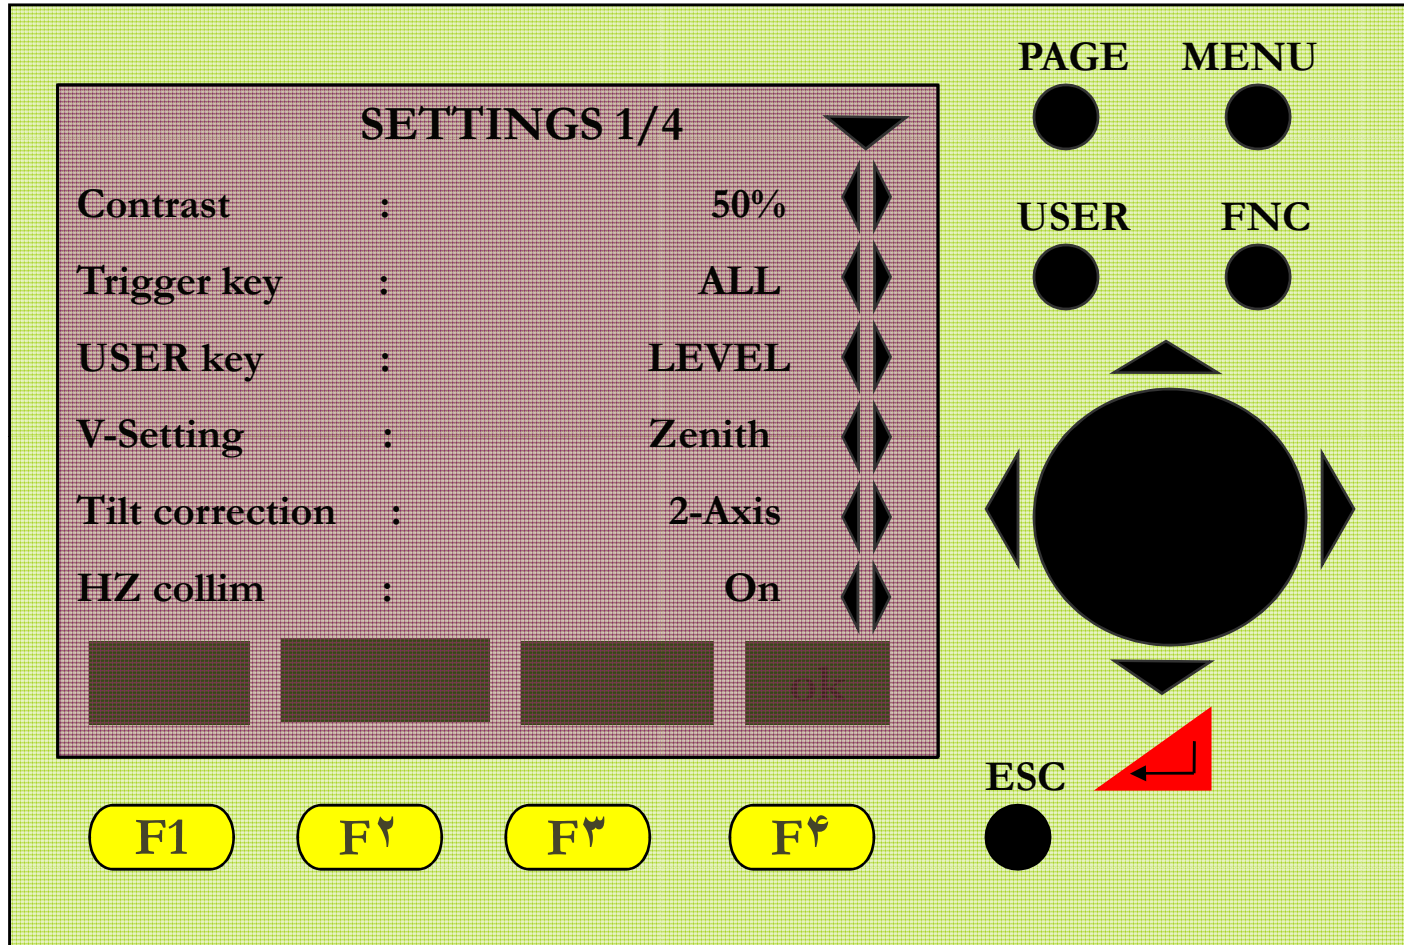 PAGE MENU
SETTINGS 1/4
Contrast : 50%
USER FNC
Trigger key : ALL
USER key : LEVEL
V-Setting : Zenith
Tilt correction : 2-Axis
HZ collim : On
ok
ESC
F1 F۲ F۳ F۴